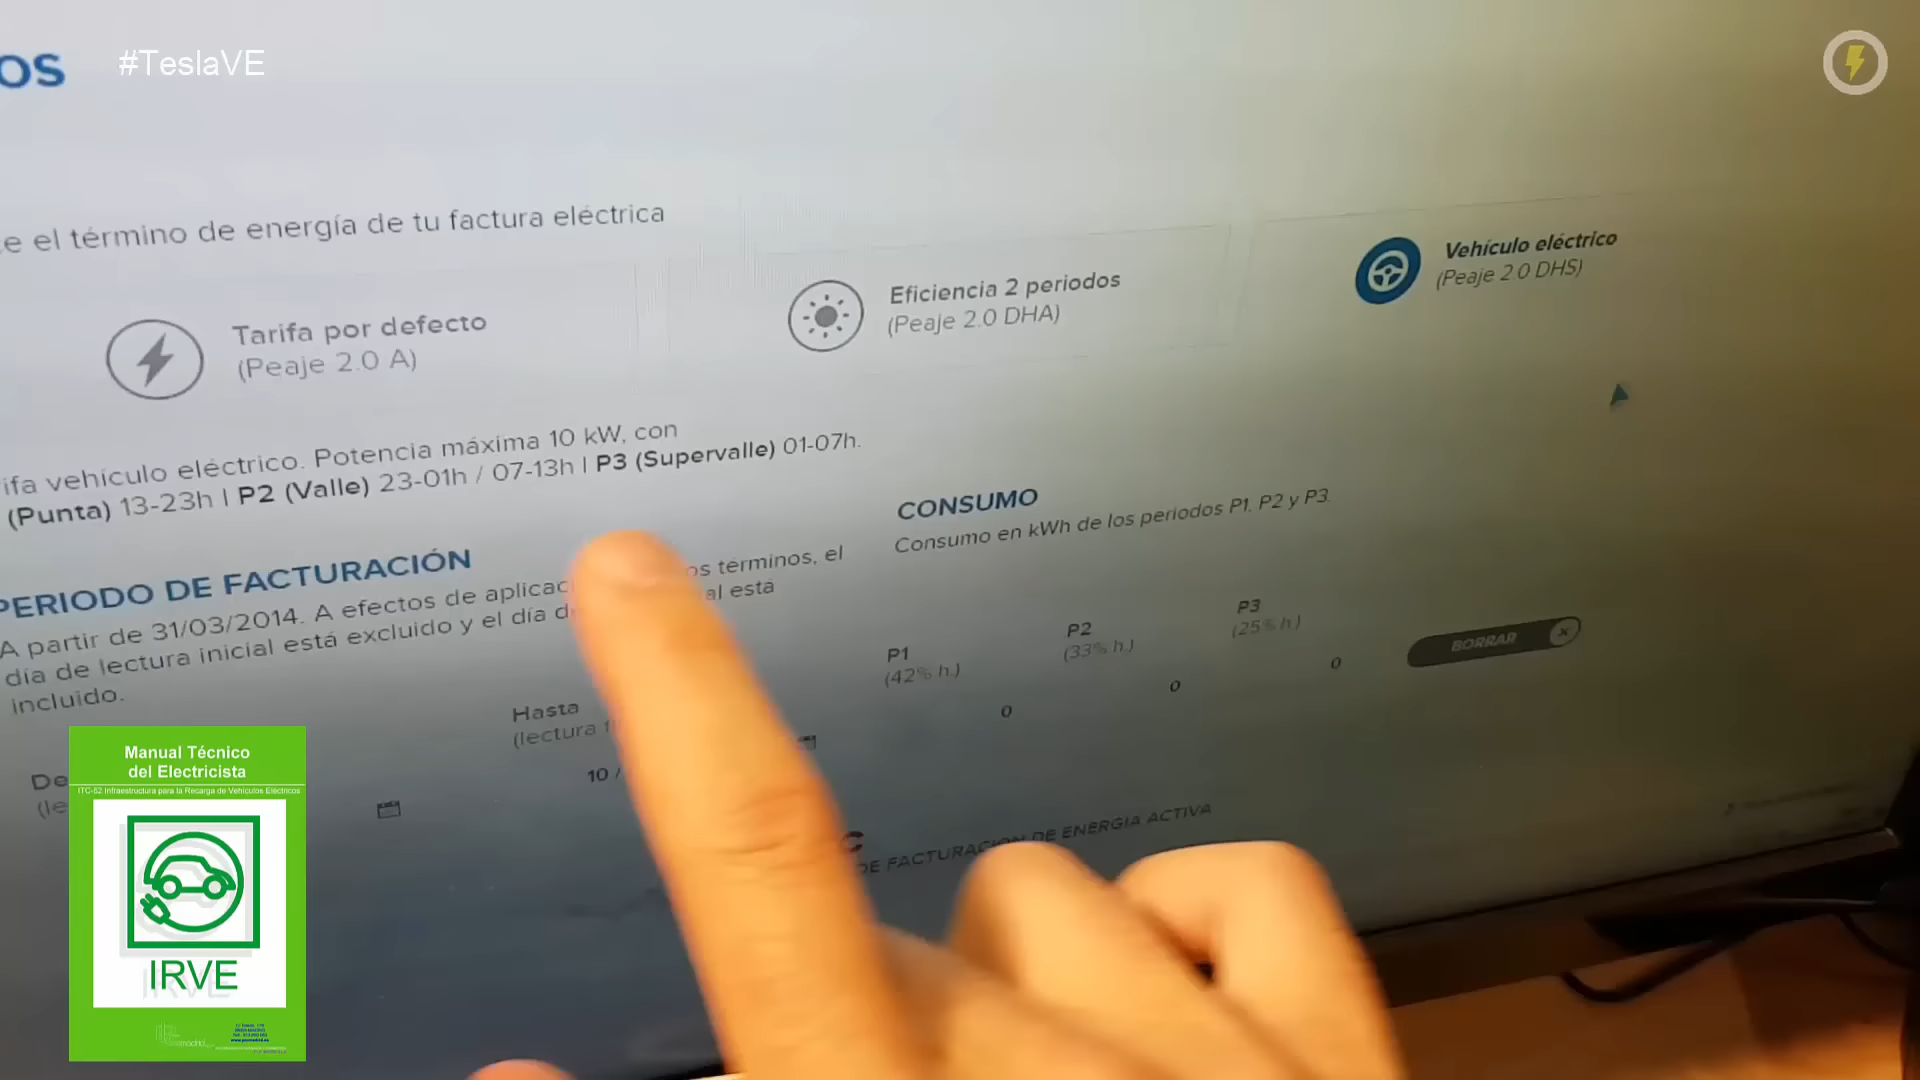 OS
#TeslaVE
e el término de energía de tu factura eléctrica
Tarifa por defecto
(Peaje 2.0 A)
Eficiencia 2 periodos
(Peaje 2.0 DHA)
Vehículo eléctrico
(Peaje 2.0 DHS)
ifa vehículo eléctrico. Potencia máxima 10 kW, con
(Punta) 13-23h | P2 (Valle) 23-01h / 07-13h | P3 (Supervalle) 01-07h.
PERIODO DE FACTURACIÓN
A partir de 31/03/2014. A efectos de aplicac os términos, el
día de lectura inicial está excluido y el día d al está
incluido.
CONSUMO
Consumo en kWh de los periodos P1, P2 y P3.
P1
(42% h.)
P2
(33% h.)
P3
(25% h.)
0
0
0
BORRAR
De
(le
Hasta
(lectura
10 /
DE FACTURACIÓN DE ENERGIA ACTIVA
Manual Técnico
del Electricista
ITC-52 Infraestructura para la Recarga de Vehículos Eléctricos
IRVE